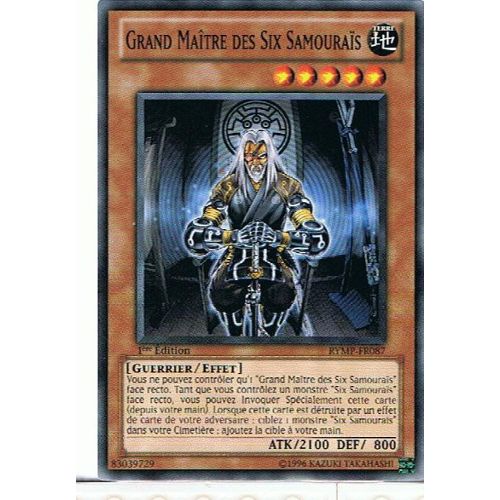 GRAND MAÎTRE DES SIX SAMOURAÏS
TERRE
地
1ère Édition
RYMP-FR087
[GUERRIER/EFFET]
Vous ne pouvez contrôler qu'1 "Grand Maître des Six Samouraïs"
face recto. Tant que vous contrôlez un monstre "Six Samouraïs"
face recto, vous pouvez Invoquer Spécialement cette carte
(depuis votre main). Lorsque cette carte est détruite par un effet
de carte de votre adversaire : ciblez 1 monstre "Six Samouraïs"
dans votre Cimetière ; ajoutez la cible à votre main.
ATK/2100 DEF/ 800
83039729
©1996 KAZUKI TAKAHASHI